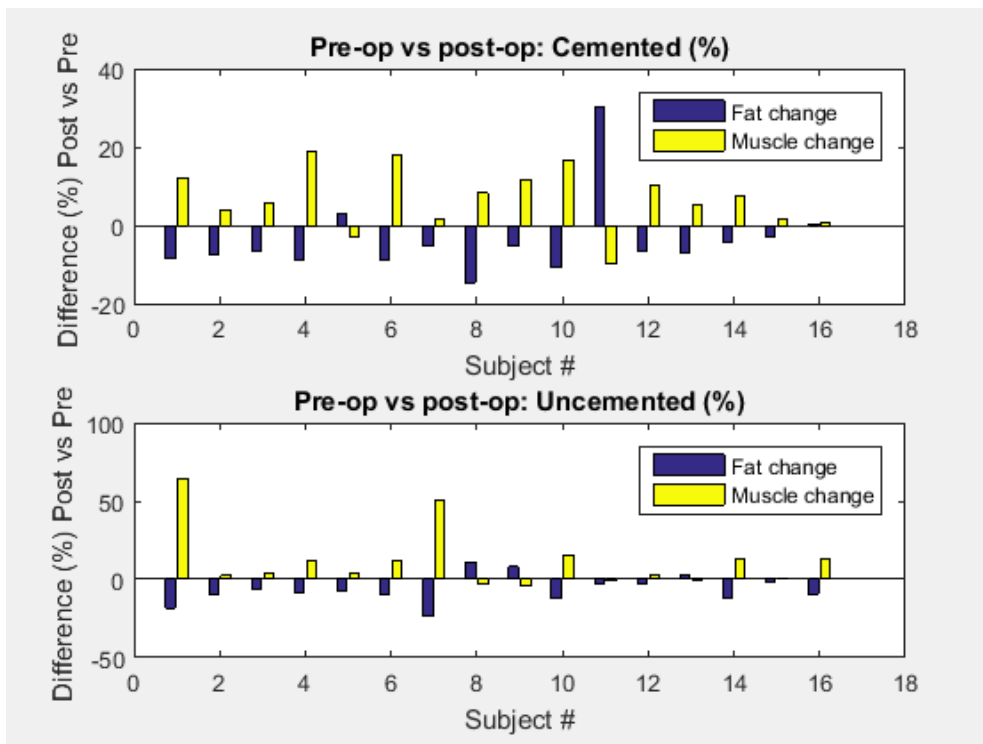 Pre-op vs post-op: Cemented (%)
Difference (%) Post vs Pre
40
20
0
-20
Fat change
Muscle change
0 2 4 6 8 10 12 14 16 18
Subject #
Pre-op vs post-op: Uncemented (%)
Difference (%) Post vs Pre
100
50
0
-50
Fat change
Muscle change
0 2 4 6 8 10 12 14 16 18
Subject #